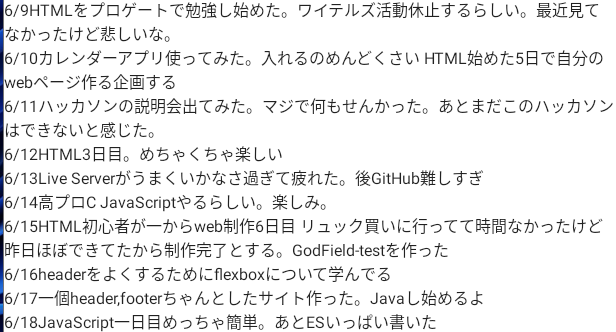 6/9HTMLをプロゲートで勉強し始めた。ワイテルズ活動休止するらしい。最近見て
なかったけど悲しいな。
6/10カレンダーアプリ使ってみた。入れるのめんどくさい HTML始めた5日で自分の
webページ作る企画する
6/11ハッカソンの説明会出てみた。マジで何もせんかった。あとまだこのハッカソン
はできないと感じた。
6/12HTML3日目。めちゃくちゃ楽しい
6/13Live Serverがうまくいかなさ過ぎて疲れた。後GitHub難しすぎ
6/14高プロC JavaScriptやるらしい。楽しみ。
6/15HTML初心者が一からweb制作6日目 リュック買いに行ってて時間なかったけど
昨日ほぼできてたから制作完了とする。GodField-testを作った
6/16headerをよくするためにflexboxについて学んでる
6/17一個header,footerちゃんとしたサイト作った。Javaし始めるよ
6/18JavaScript一日目めっちゃ簡単。あとESいっぱい書いた